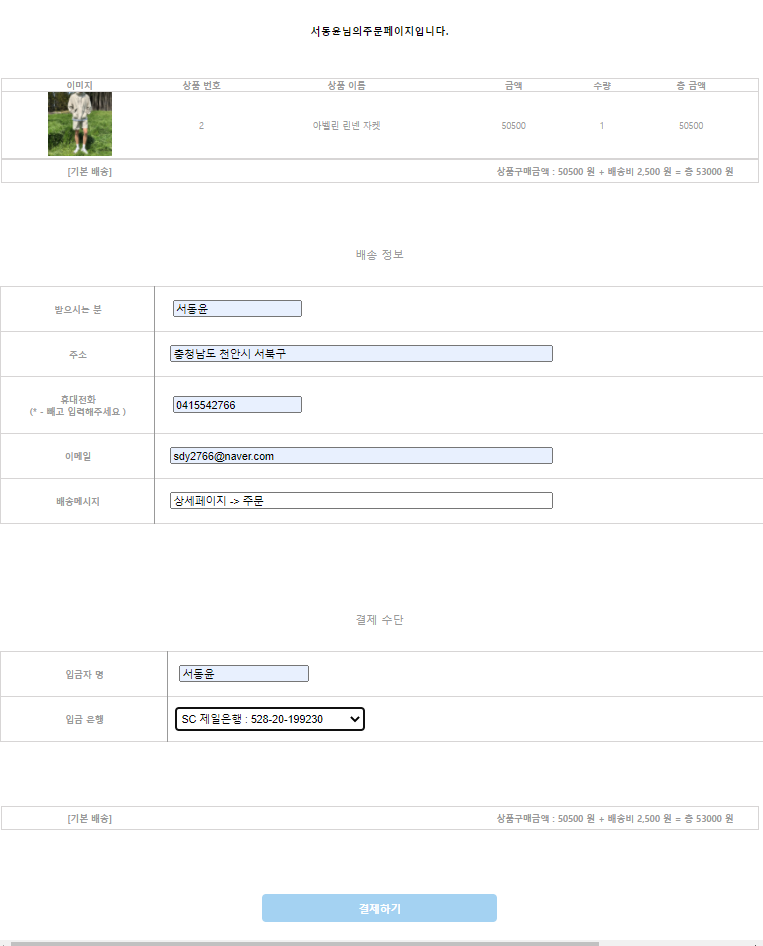 서동윤님의주문페이지입니다.
이미지 상품 번호 상품 이름 금액 수량 총 금액
2 아벨린 린넨 자켓 50500 1 50500
[기본 배송] 상품구매금액 : 50500 원 + 배송비 2,500 원 = 총 53000 원
배송 정보
받으시는 분 서동윤
주소 충청남도 천안시 서북구
휴대전화
(* - 빼고 입력해주세요 ) 0415542766
이메일 sdy2766@naver.com
배송메시지 상세페이지 -> 주문
결제 수단
입금자 명 서동윤
입금 은행 SC 제일은행 : 528-20-199230
[기본 배송] 상품구매금액 : 50500 원 + 배송비 2,500 원 = 총 53000 원
결제하기